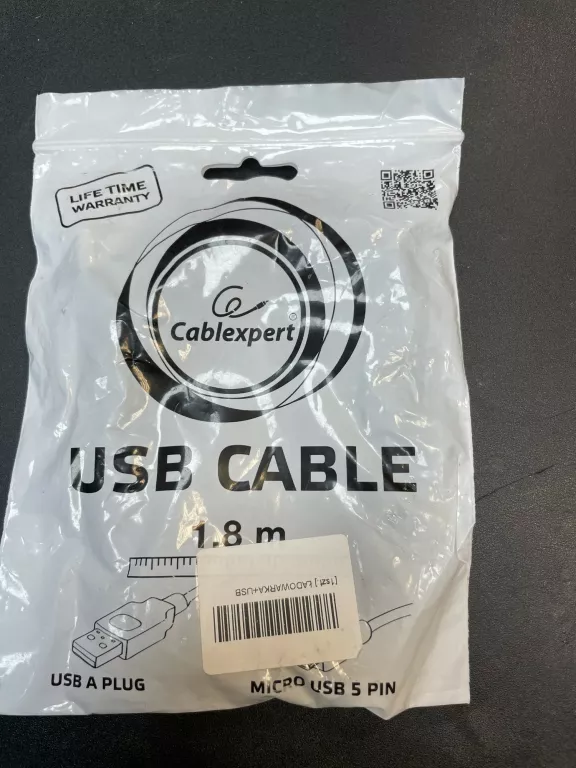 LIFE TIME
WARRANTY
Cablexpert®
USB CABLE
1.8 m
[1szt.] ŁADOWARKA+USB
USB A PLUG
MICRO USB 5 PIN